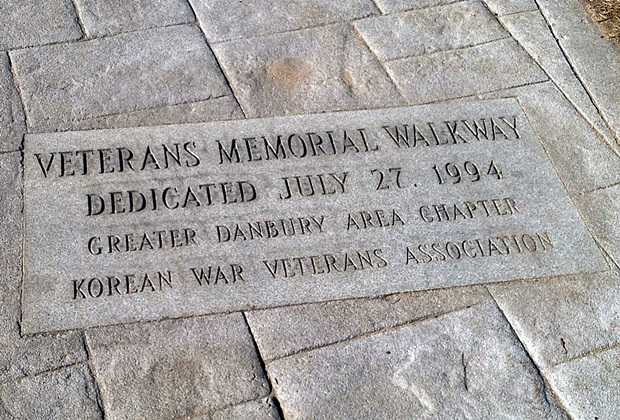 VETERANS MEMORIAL WALKWAY
DEDICATED JULY 27. 1994
GREATER DANBURY AREA CHAPTER
KOREAN WAR VETERANS ASSOCIATION